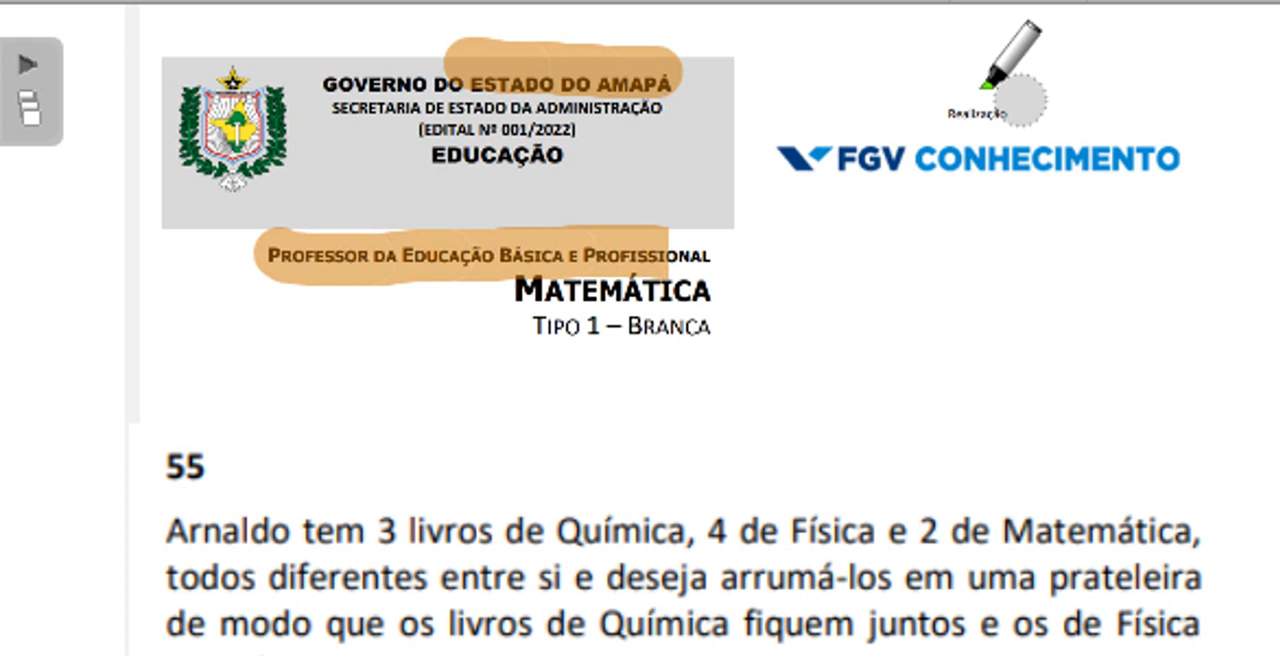 GOVERNO DO ESTADO DO AMAPÁ
SECRETARIA DE ESTADO DA ADMINISTRAÇÃO
(EDITAL Nº 001/2022)
EDUCAÇÃO
Realização
FGV CONHECIMENTO
PROFESSOR DA EDUCAÇÃO BÁSICA E PROFISSIONAL
MATEMÁTICA
TIPO 1 – BRANCA
55
Arnaldo tem 3 livros de Química, 4 de Física e 2 de Matemática,
todos diferentes entre si e deseja arrumá-los em uma prateleira
de modo que os livros de Química fiquem juntos e os de Física